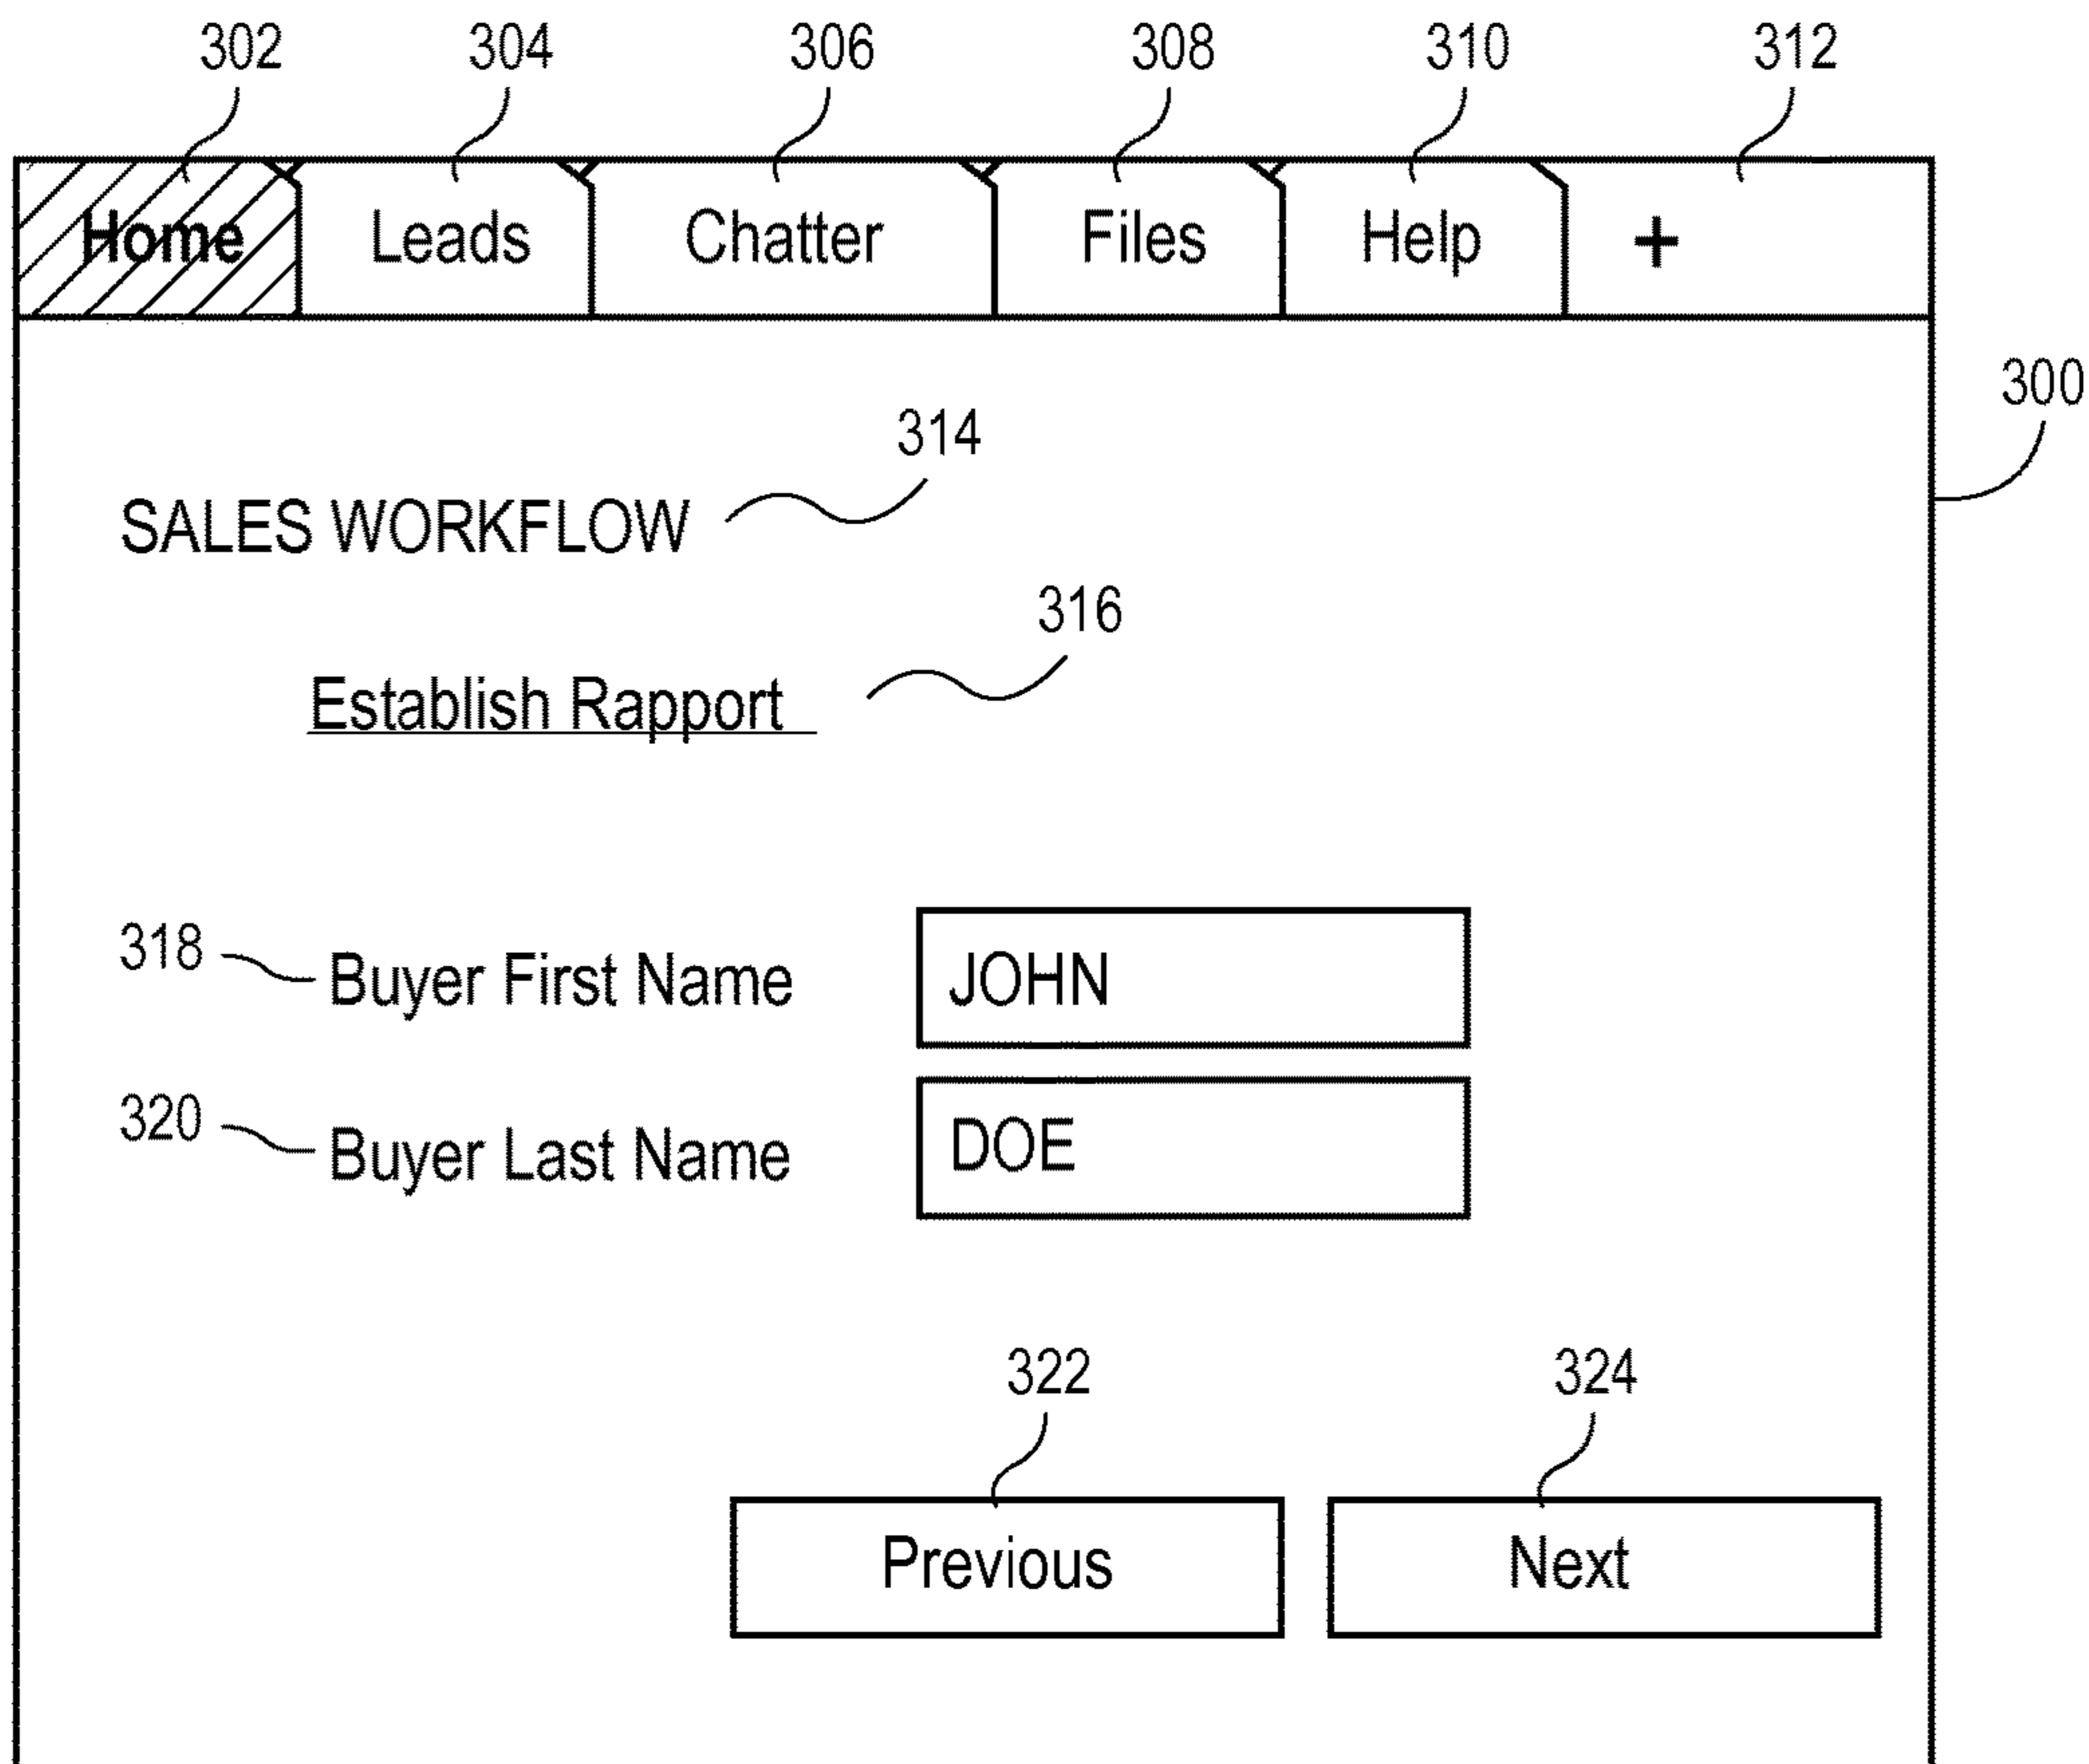 302 304 306 308 310 312
Home Leads Chatter Files Help +
300
314
SALES WORKFLOW
316
Establish Rapport
318 Buyer First Name JOHN
320 Buyer Last Name DOE
322 324
Previous Next